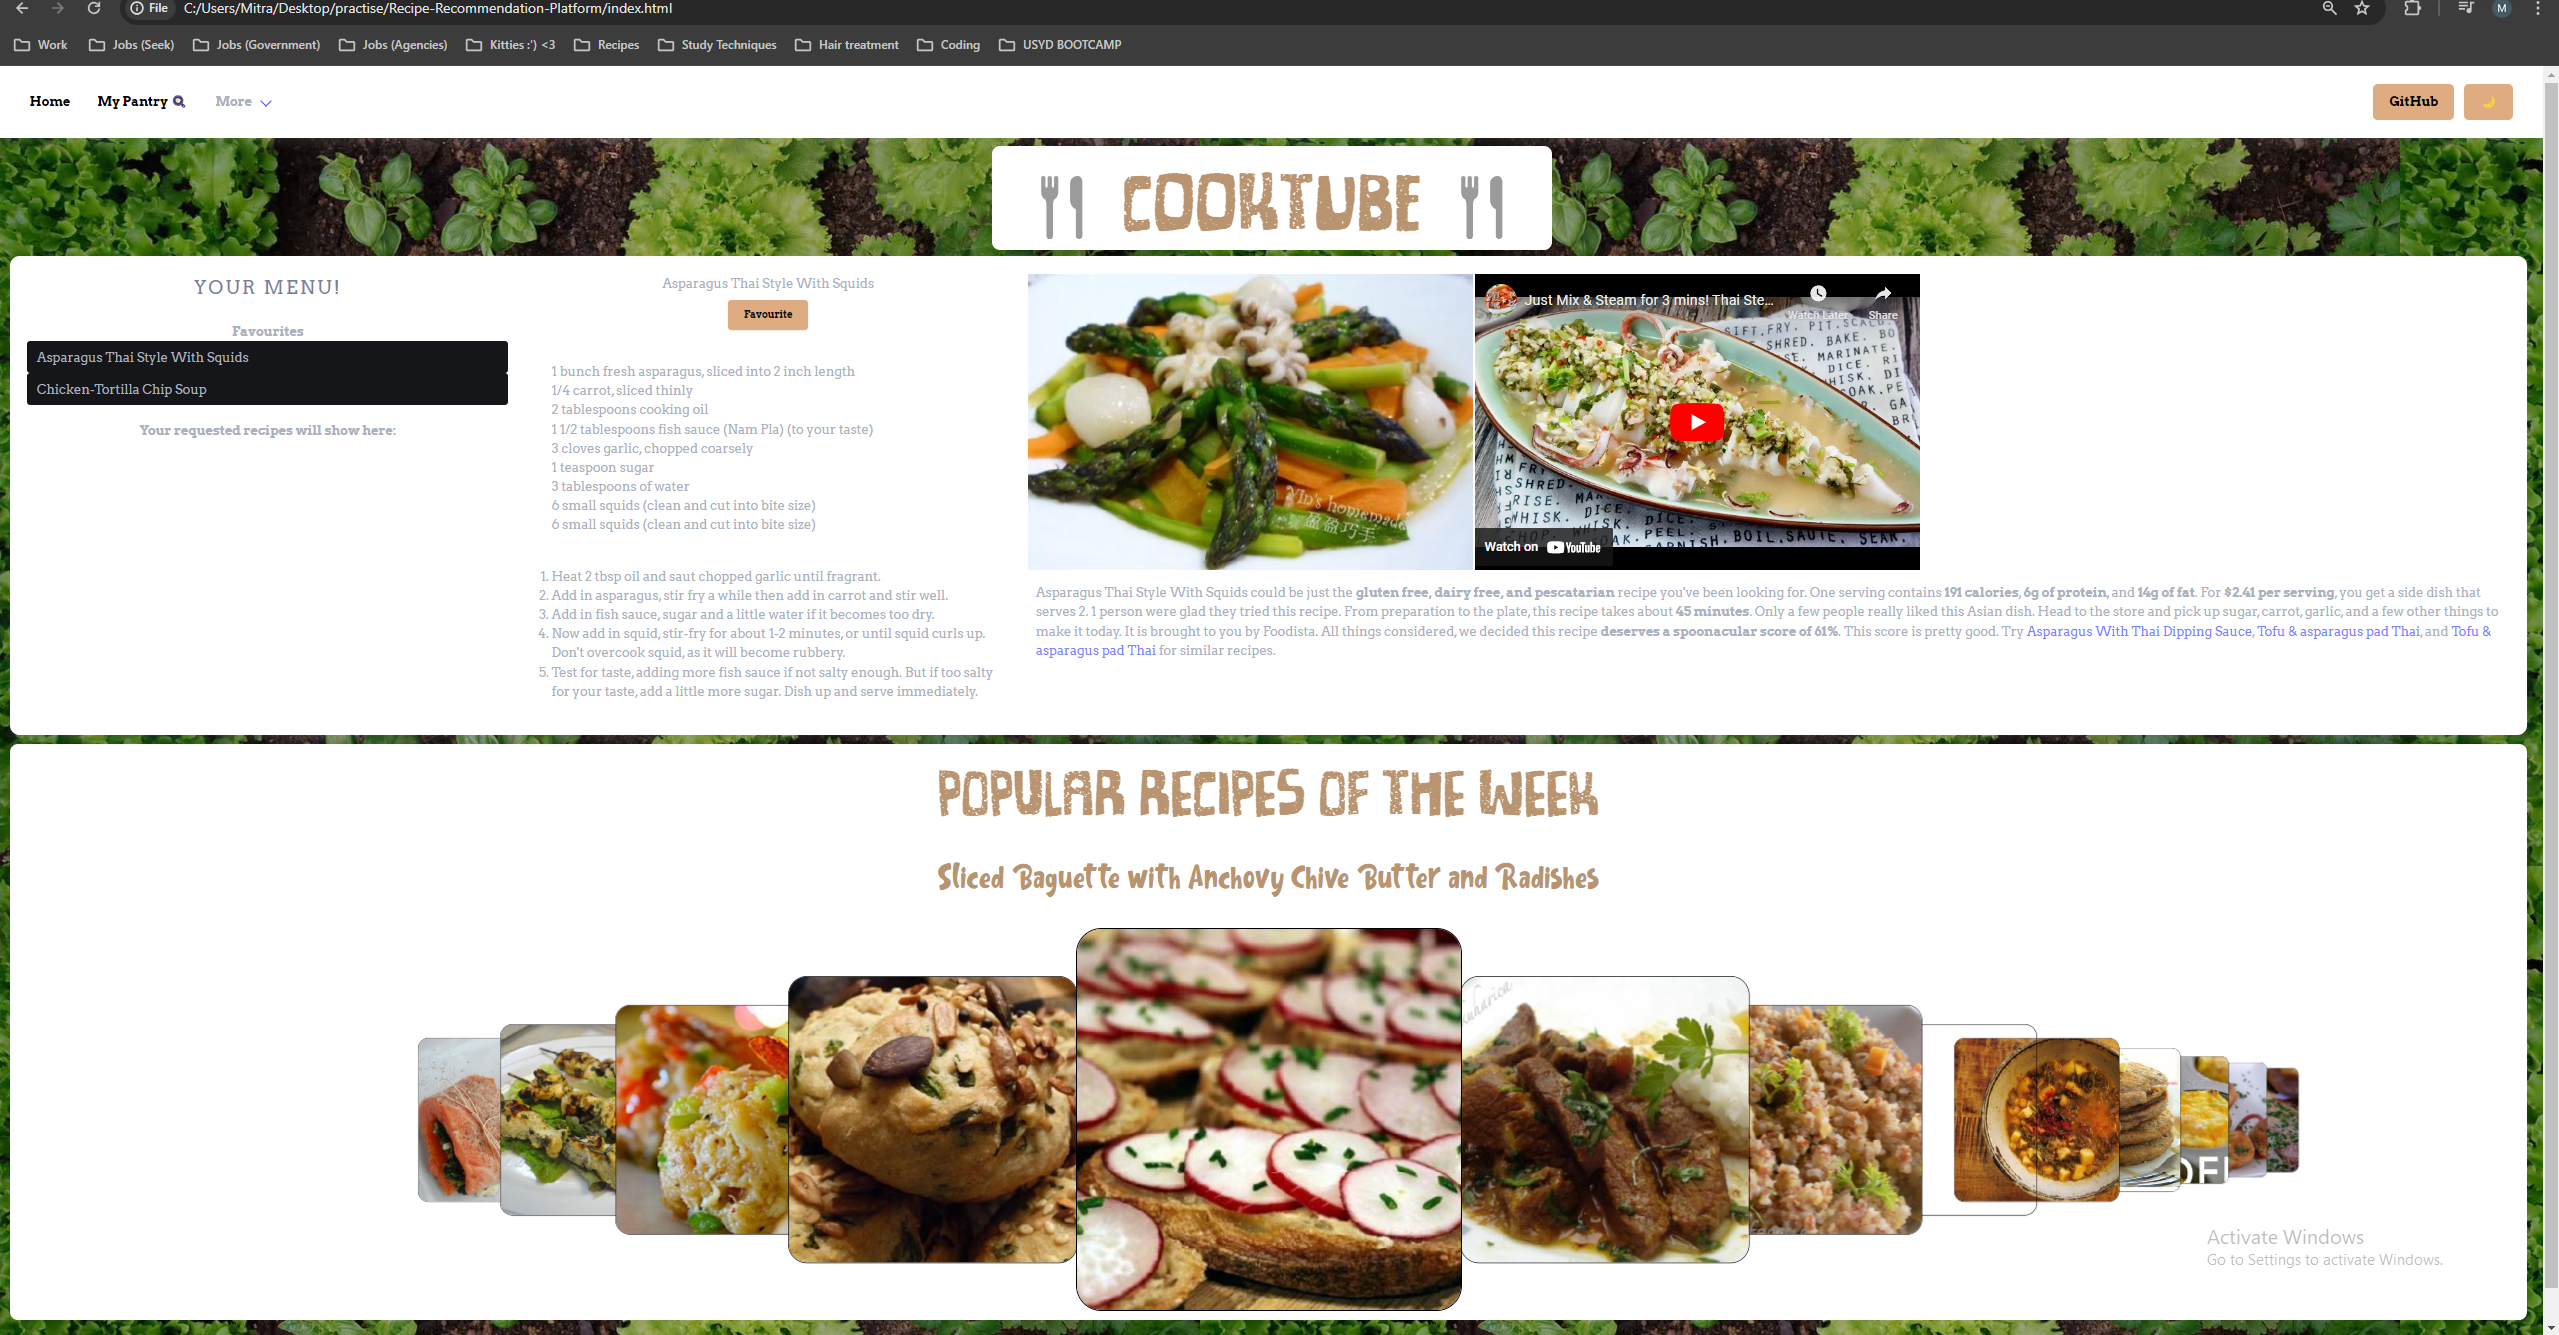 File C:/Users/Mitra/Desktop/practise/Recipe-Recommendation-Platform/index.html
M
Work Jobs (Seek) Jobs (Government) Jobs (Agencies) Kitties :') <3 Recipes Study Techniques Hair treatment Coding USYD BOOTCAMP
Home My Pantry More GitHub
COOKTUBE
YOUR MENU!
Favourites
Asparagus Thai Style With Squids
Chicken-Tortilla Chip Soup
Your requested recipes will show here:
Asparagus Thai Style With Squids
Favourite
1 bunch fresh asparagus, sliced into 2 inch length
1/4 carrot, sliced thinly
2 tablespoons cooking oil
1 1/2 tablespoons fish sauce (Nam Pla) (to your taste)
3 cloves garlic, chopped coarsely
1 teaspoon sugar
3 tablespoons of water
6 small squids (clean and cut into bite size)
6 small squids (clean and cut into bite size)
1. Heat 2 tbsp oil and saut chopped garlic until fragrant.
2. Add in asparagus, stir fry a while then add in carrot and stir well.
3. Add in fish sauce, sugar and a little water if it becomes too dry.
4. Now add in squid, stir-fry for about 1-2 minutes, or until squid curls up.
Don't overcook squid, as it will become rubbery.
5. Test for taste, adding more fish sauce if not salty enough. But if too salty
for your taste, add a little more sugar. Dish up and serve immediately.
Yin's homemade
盈盈巧手
Just Mix & Steam for 3 mins! Thai Ste...
Watch Later Share
Watch on YouTube
Asparagus Thai Style With Squids could be just the gluten free, dairy free, and pescatarian recipe you've been looking for. One serving contains 191 calories, 6g of protein, and 14g of fat. For $2.41 per serving, you get a side dish that
serves 2. 1 person were glad they tried this recipe. From preparation to the plate, this recipe takes about 45 minutes. Only a few people really liked this Asian dish. Head to the store and pick up sugar, carrot, garlic, and a few other things to
make it today. It is brought to you by Foodista. All things considered, we decided this recipe deserves a spoonacular score of 61%. This score is pretty good. Try Asparagus With Thai Dipping Sauce, Tofu & asparagus pad Thai, and Tofu &
asparagus pad Thai for similar recipes.
POPULAR RECIPES OF THE WEEK
Sliced Baguette with Anchovy Chive Butter and Radishes
Activate Windows
Go to Settings to activate Windows.